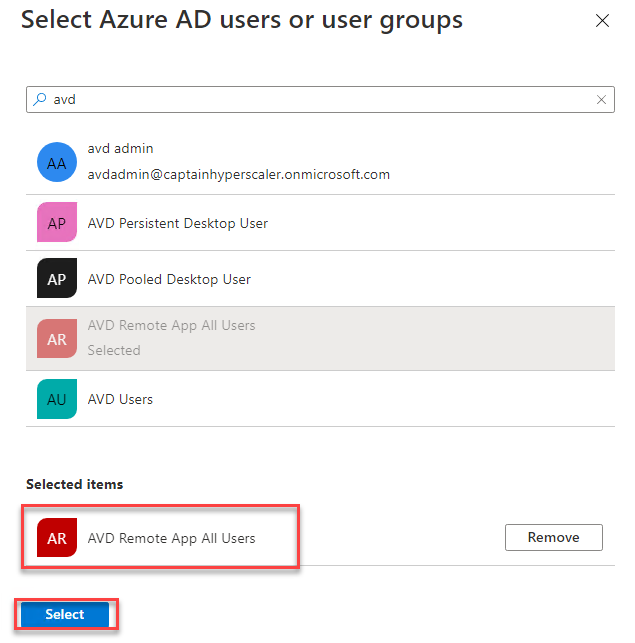 Select Azure AD users or user groups
avd
AA
avd admin
avdadmin@captainhyperscaler.onmicrosoft.com
AP
AVD Persistent Desktop User
AP
AVD Pooled Desktop User
AR
AVD Remote App All Users
Selected
AU
AVD Users
Selected items
AR
AVD Remote App All Users
Remove
Select